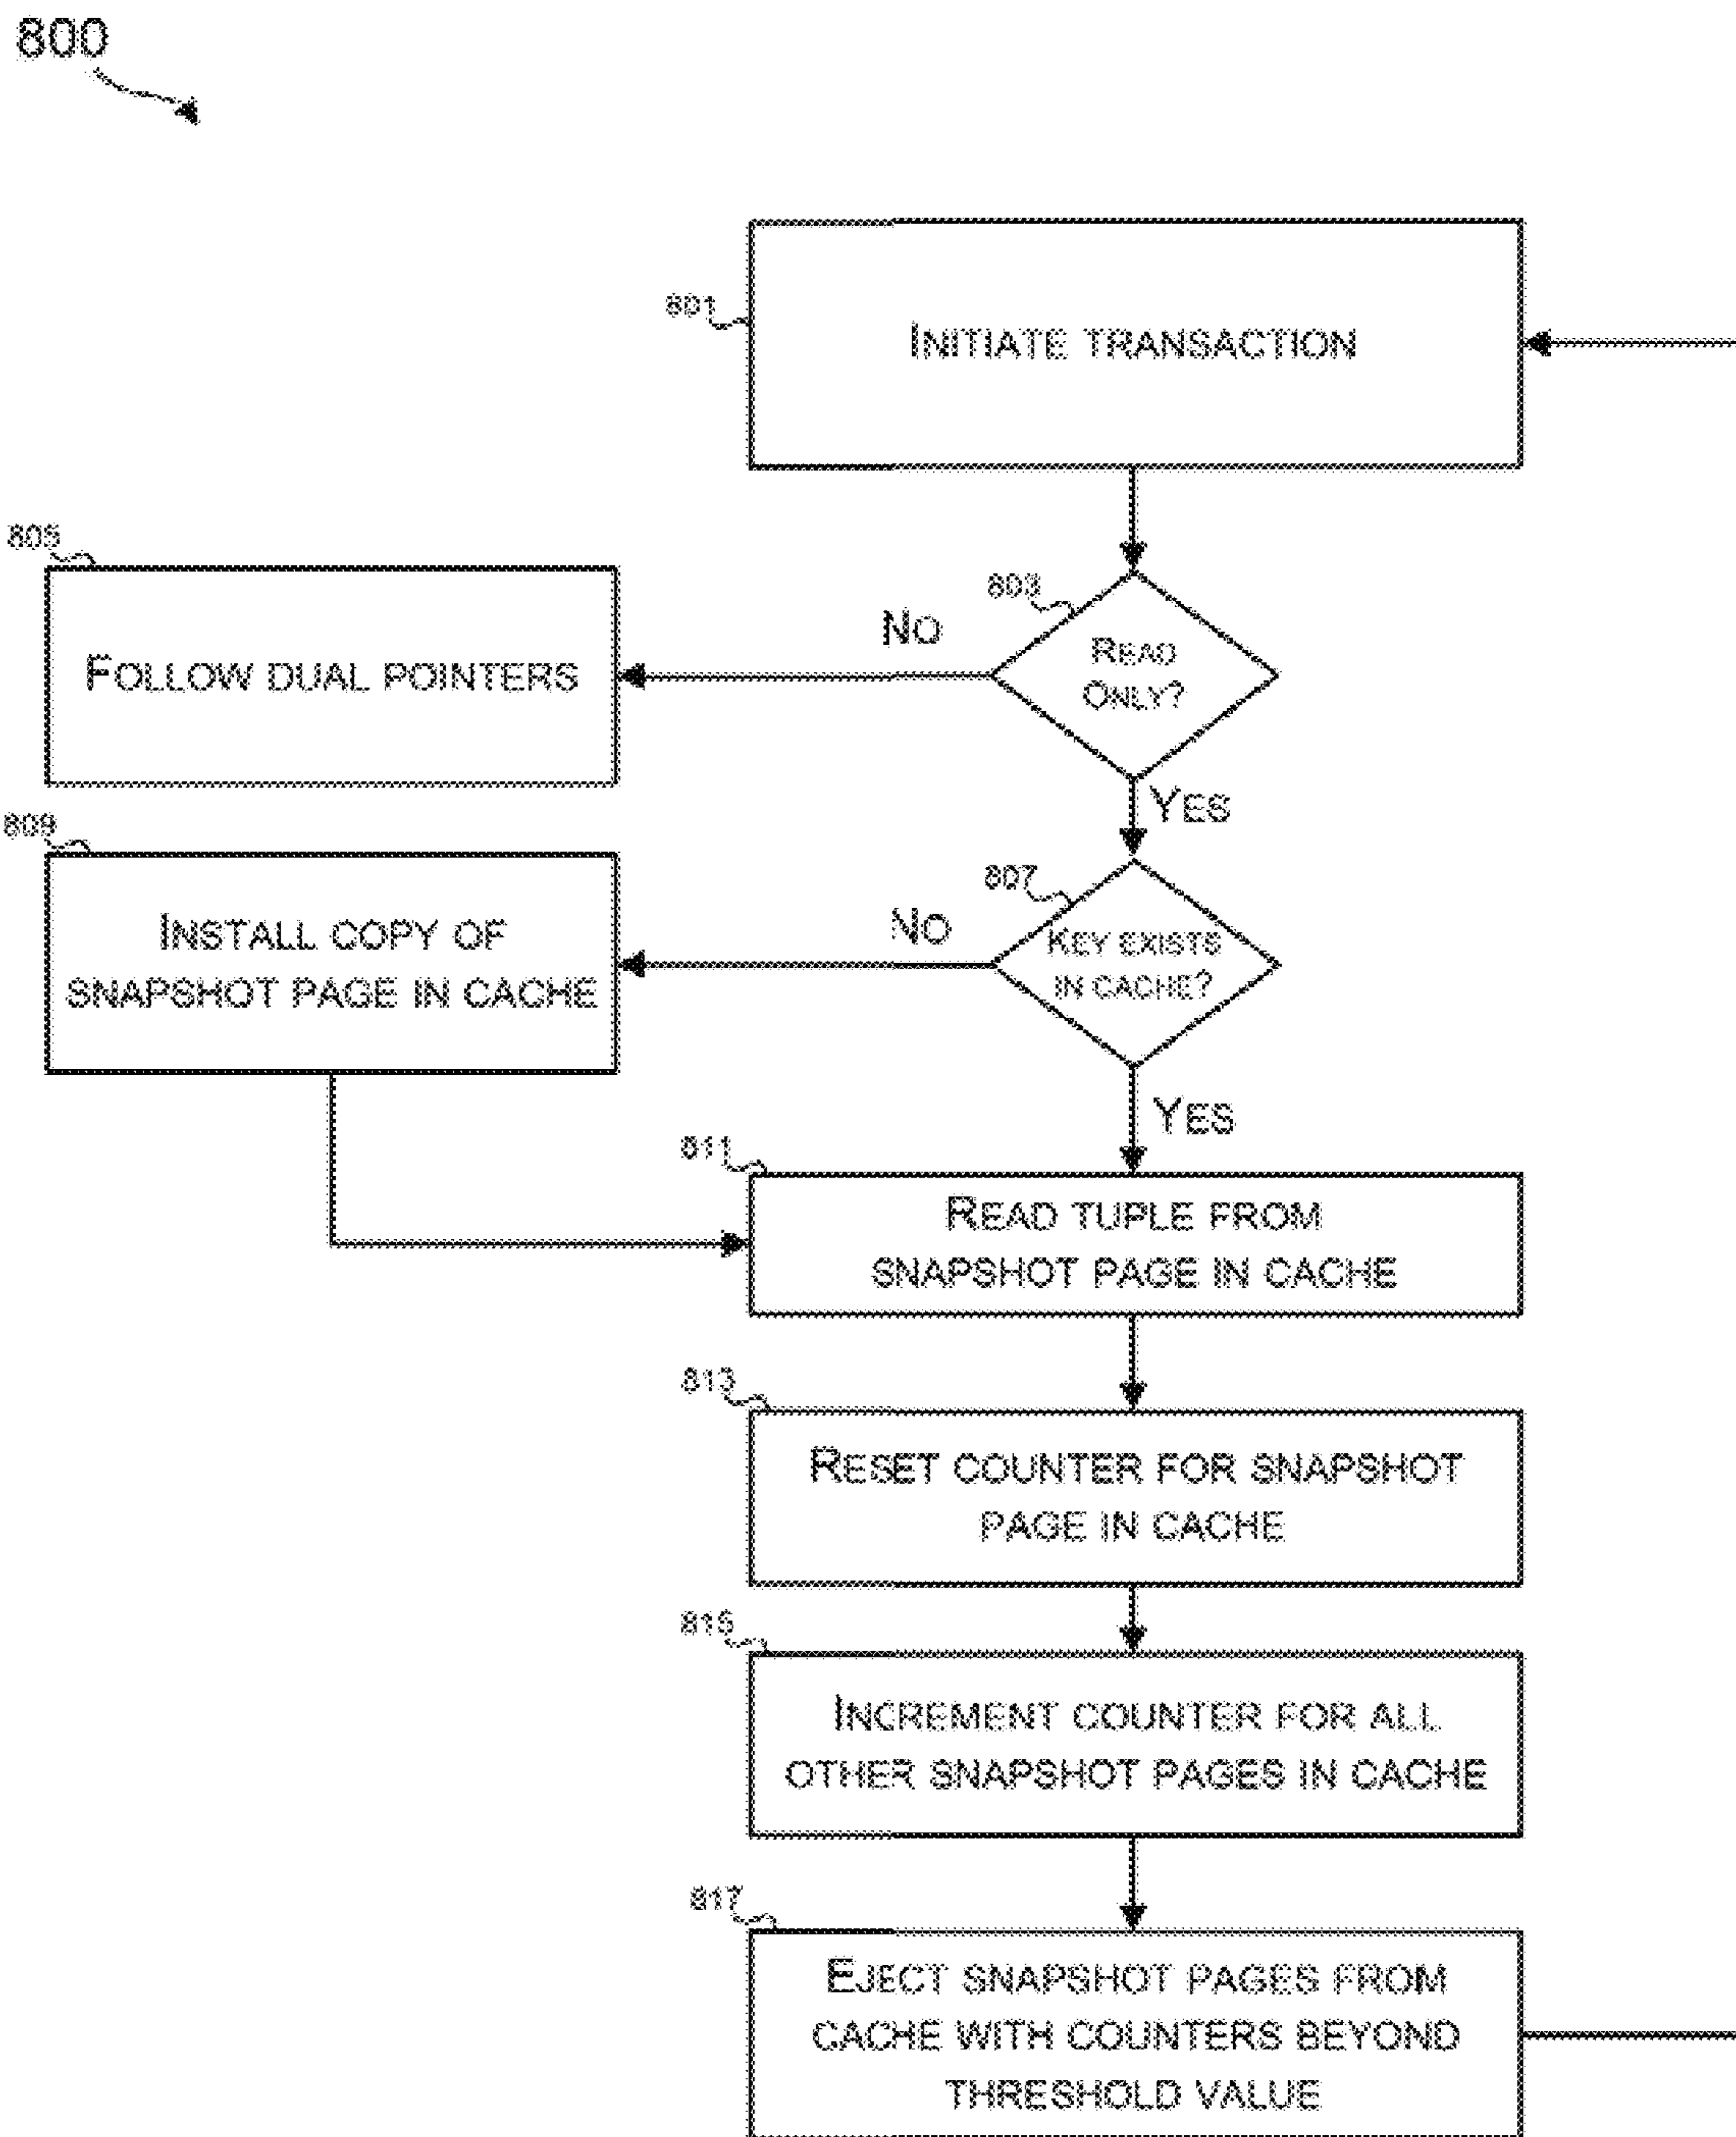 800
801
INITIATE TRANSACTION
805
FOLLOW DUAL POINTERS
803
READ
ONLY?
NO
YES
809
INSTALL COPY OF
SNAPSHOT PAGE IN CACHE
807
KEY EXISTS
IN CACHE?
NO
YES
811
READ TUPLE FROM
SNAPSHOT PAGE IN CACHE
813
RESET COUNTER FOR SNAPSHOT
PAGE IN CACHE
815
INCREMENT COUNTER FOR ALL
OTHER SNAPSHOT PAGES IN CACHE
817
EJECT SNAPSHOT PAGES FROM
CACHE WITH COUNTERS BEYOND
THRESHOLD VALUE